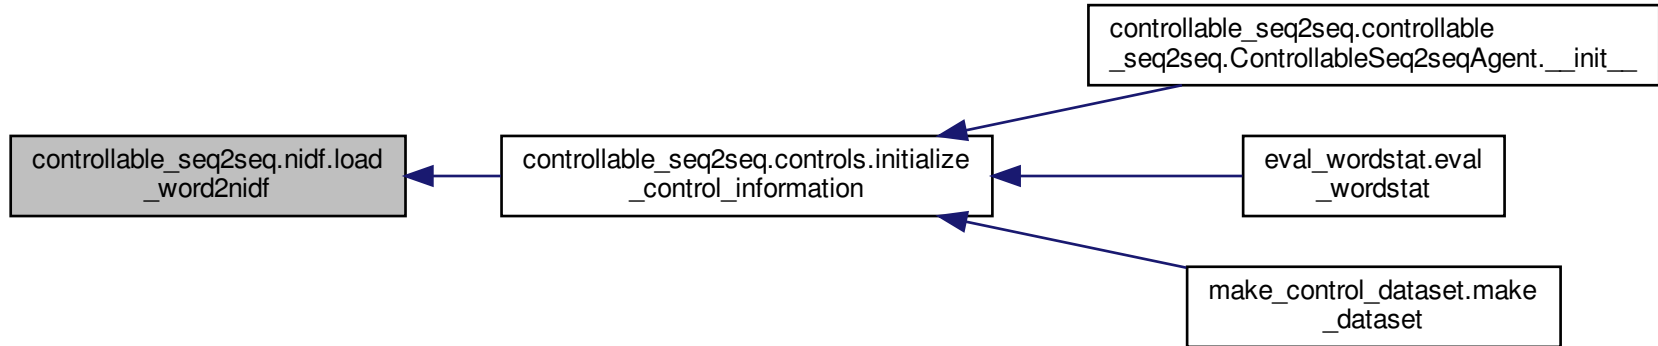 controllable_seq2seq.controllable
_seq2seq.ControllableSeq2seqAgent.__init__
controllable_seq2seq.nidf.load
_word2nidf
controllable_seq2seq.controls.initialize
_control_information
eval_wordstat.eval
_wordstat
make_control_dataset.make
_dataset